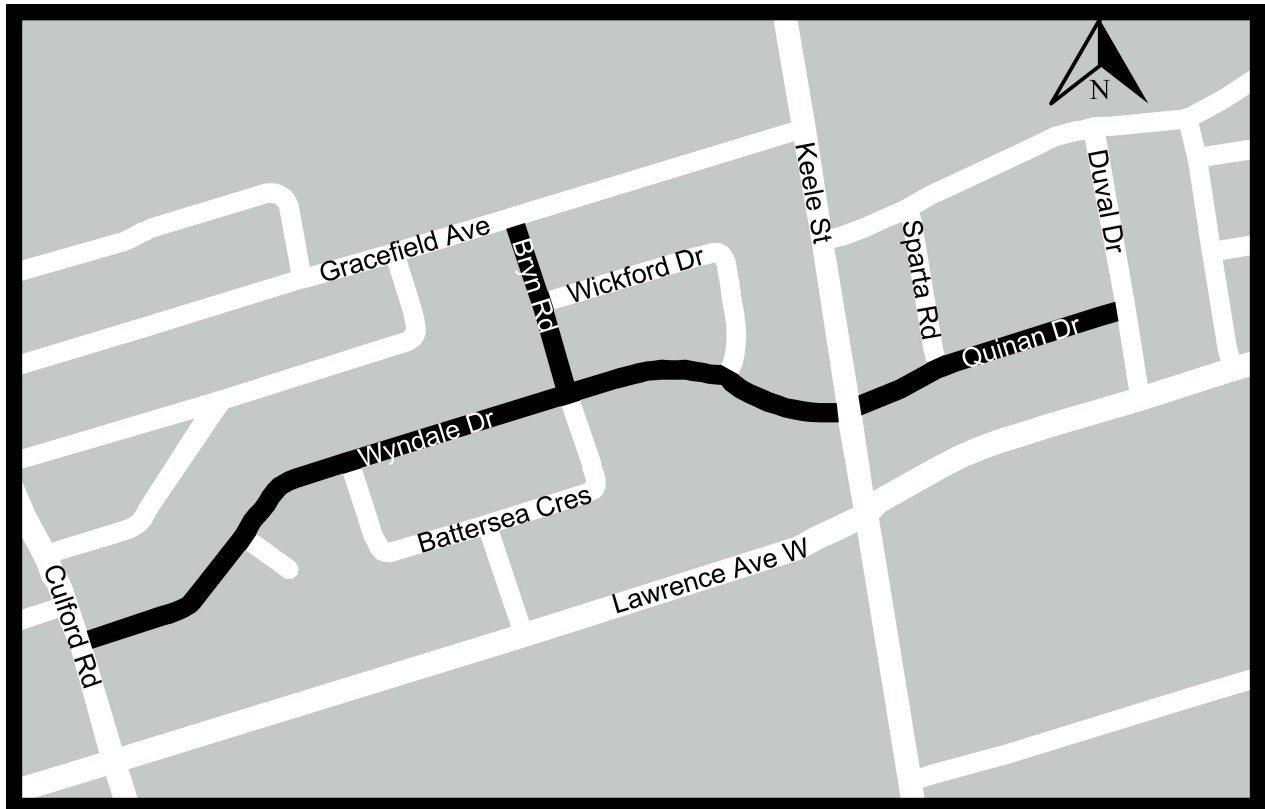 N
Keele St
Duval Dr
Gracefield Ave
Bryn Rd
Wickford Dr
Sparta Rd
Quinan Dr
Wyndale Dr
Battersea Cres
Lawrence Ave W
Culford Rd